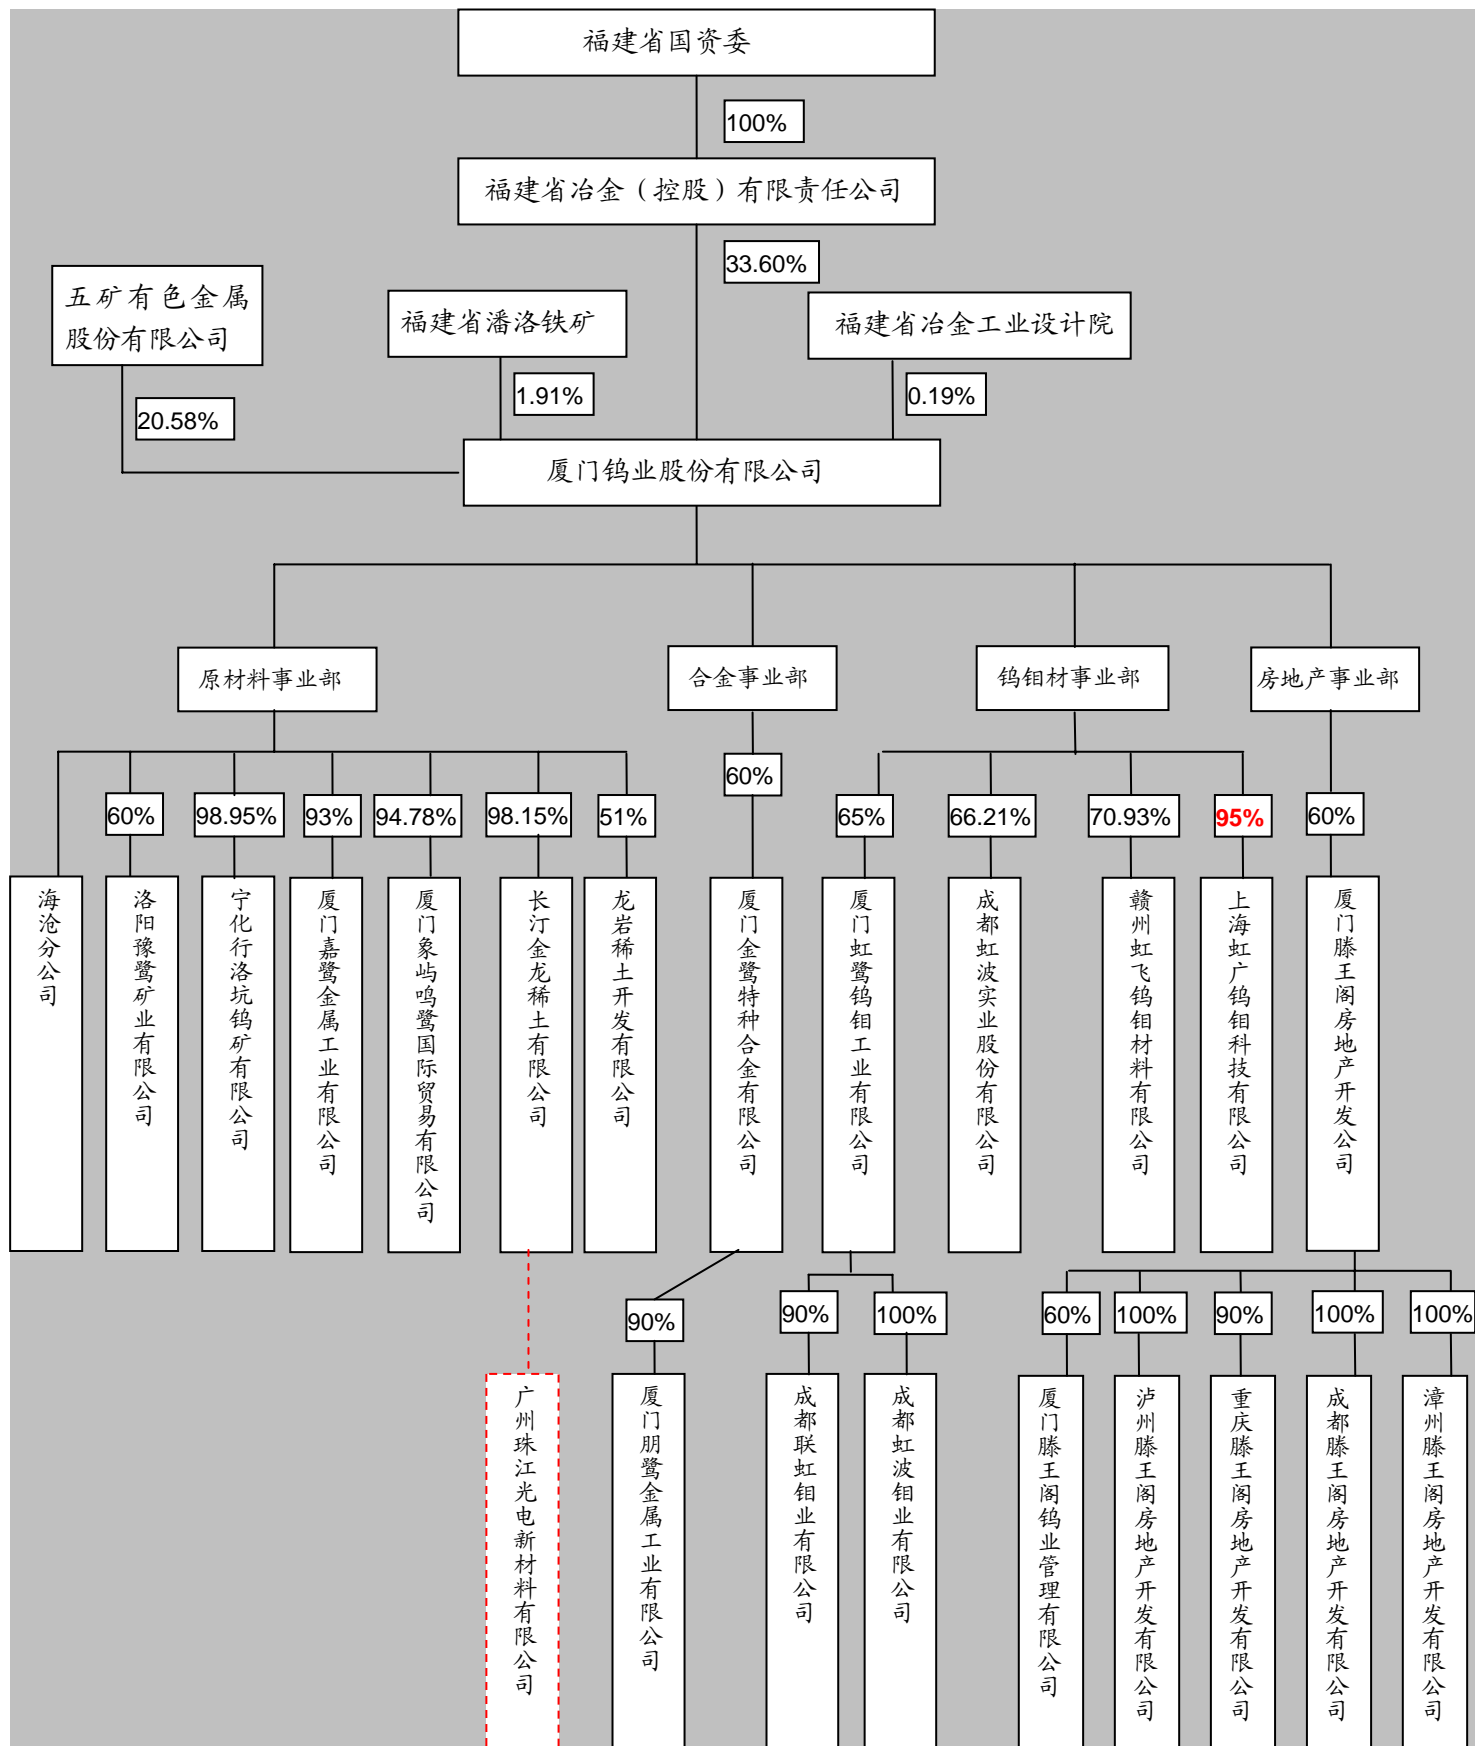 福建省国资委
100%
福建省冶金（控股）有限责任公司
33.60%
五矿有色金属
股份有限公司
福建省潘洛铁矿
福建省冶金工业设计院
20.58%
1.91%
0.19%
厦门钨业股份有限公司
原材料事业部
合金事业部
钨钼材事业部
房地产事业部
60%
98.95%
93%
94.78%
98.15%
51%
60%
65%
66.21%
70.93%
95%
60%
海沧分公司
洛阳豫鹭矿业有限公司
宁化行洛坑钨矿有限公司
厦门嘉鹭金属工业有限公司
厦门象屿鸣鹭国际贸易有限公司
长汀金龙稀土有限公司
龙岩稀土开发有限公司
厦门金鹭特种合金有限公司
厦门虹鹭钨钼工业有限公司
成都虹波实业股份有限公司
赣州虹飞钨钼材料有限公司
上海虹广钨钼科技有限公司
厦门滕王阁房地产开发公司
90%
90%
100%
60%
100%
90%
100%
100%
广州珠江光电新材料有限公司
厦门朋鹭金属工业有限公司
成都联虹钼业有限公司
成都虹波钼业有限公司
厦门滕王阁钨业管理有限公司
泸州滕王阁房地产开发有限公司
重庆滕王阁房地产开发有限公司
成都滕王阁房地产开发有限公司
漳州滕王阁房地产开发有限公司